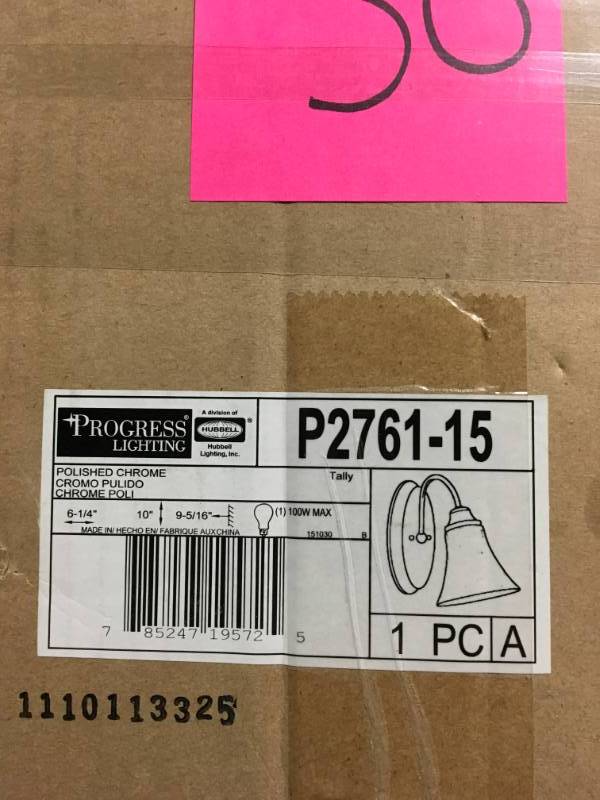 PROGRESS
LIGHTING
A division of
HUBBELL
Hubbell
Lighting, Inc.
P2761-15
POLISHED CHROME
CROMO PULIDO
CHROME POLI
Tally
6-1/4" 10" 9-5/16" (1) 100W MAX
MADE IN/ HECHO EN/ FABRIQUE AUX CHINA 151030 B
7 85247 19572 5
1 PC A
1110113325